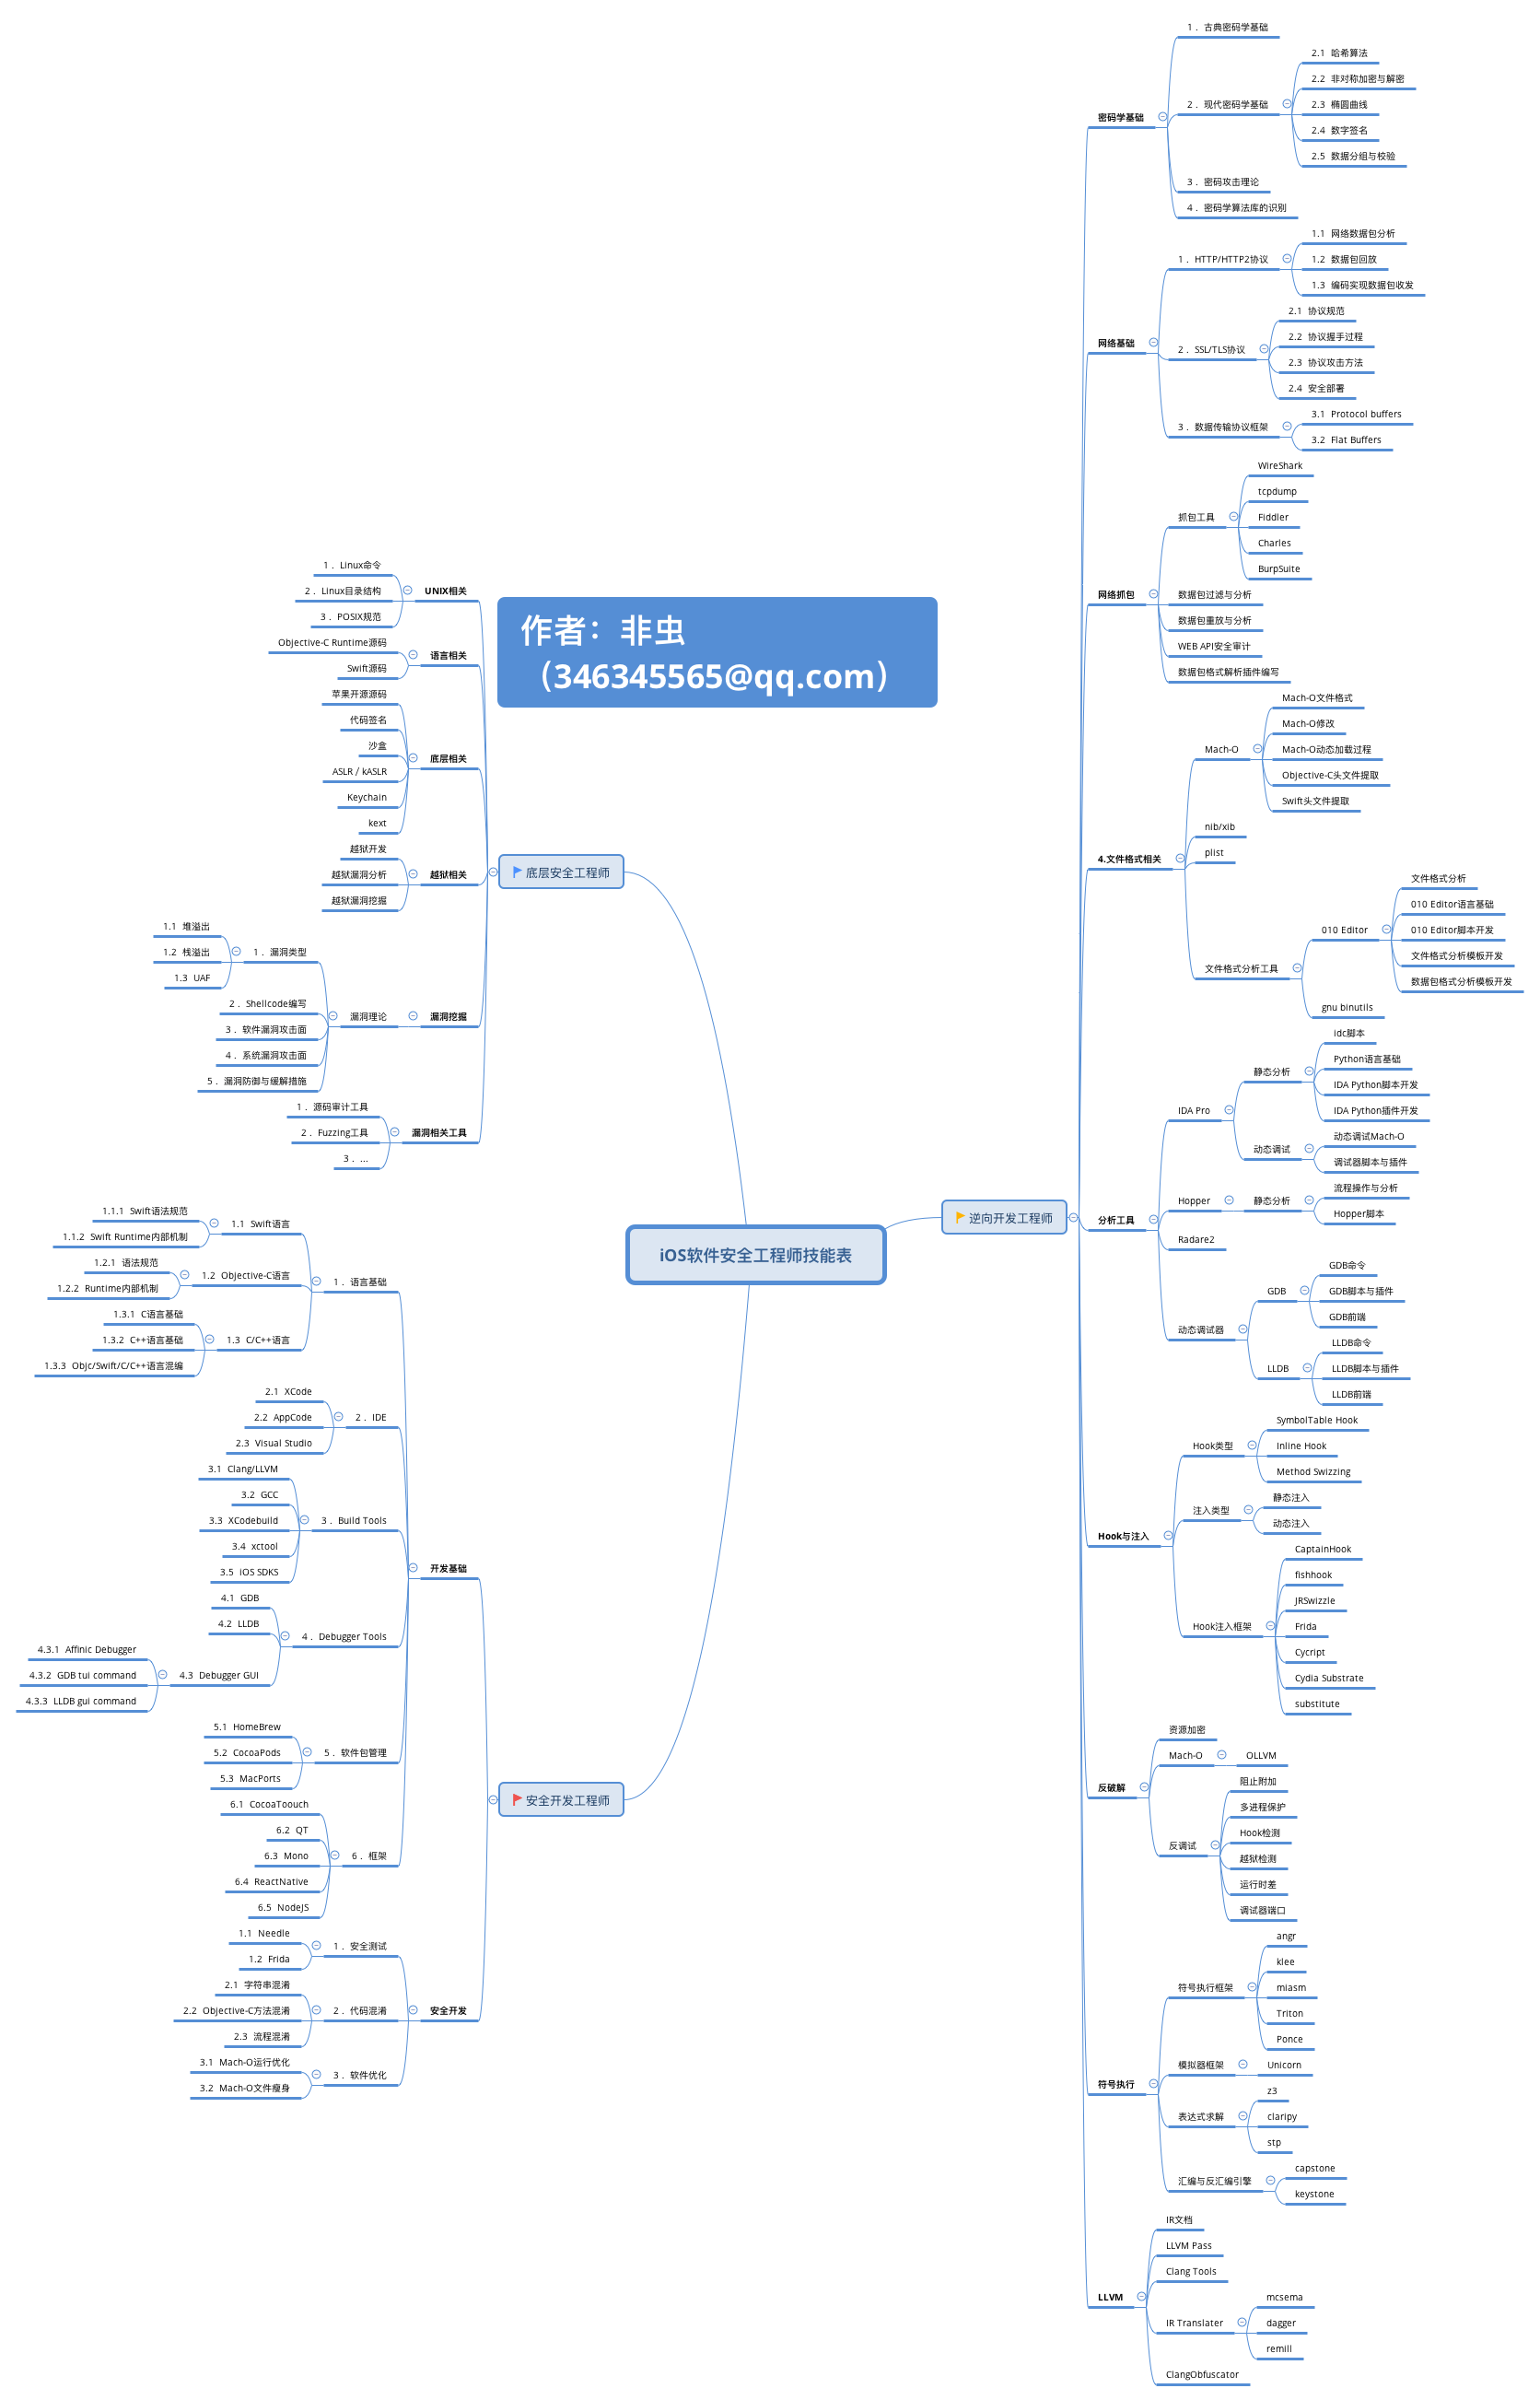 作者：非虫
（346345565@qq.com）
iOS软件安全工程师技能表
逆向开发工程师
密码学基础
1． 古典密码学基础
2． 现代密码学基础
2.1 哈希算法
2.2 非对称加密与解密
2.3 椭圆曲线
2.4 数字签名
2.5 数据分组与校验
3． 密码攻击理论
4． 密码学算法库的识别
网络基础
1． HTTP/HTTP2协议
1.1 网络数据包分析
1.2 数据包回放
1.3 编码实现数据包收发
2． SSL/TLS协议
2.1 协议规范
2.2 协议握手过程
2.3 协议攻击方法
2.4 安全部署
3． 数据传输协议框架
3.1 Protocol buffers
3.2 Flat Buffers
网络抓包
抓包工具
WireShark
tcpdump
Fiddler
Charles
BurpSuite
数据包过滤与分析
数据包重放与分析
WEB API安全审计
数据包格式解析插件编写
4.文件格式相关
Mach-O
Mach-O文件格式
Mach-O修改
Mach-O动态加载过程
Objective-C头文件提取
Swift头文件提取
nib/xib
plist
文件格式分析工具
010 Editor
文件格式分析
010 Editor语言基础
010 Editor脚本开发
文件格式分析模板开发
数据包格式分析模板开发
gnu binutils
分析工具
IDA Pro
静态分析
idc脚本
Python语言基础
IDA Python脚本开发
IDA Python插件开发
动态调试
动态调试Mach-O
调试器脚本与插件
Hopper
静态分析
流程操作与分析
Hopper脚本
Radare2
动态调试器
GDB
GDB命令
GDB脚本与插件
GDB前端
LLDB
LLDB命令
LLDB脚本与插件
LLDB前端
Hook与注入
Hook类型
SymbolTable Hook
Inline Hook
Method Swizzing
注入类型
静态注入
动态注入
Hook注入框架
CaptainHook
fishhook
JRSwizzle
Frida
Cycript
Cydia Substrate
substitute
反破解
资源加密
Mach-O
OLLVM
反调试
阻止附加
多进程保护
Hook检测
越狱检测
运行时差
调试器端口
符号执行
符号执行框架
angr
klee
miasm
Triton
Ponce
模拟器框架
Unicorn
表达式求解
z3
claripy
stp
汇编与反汇编引擎
capstone
keystone
LLVM
IR文档
LLVM Pass
Clang Tools
IR Translater
mcsema
dagger
remill
ClangObfuscator
底层安全工程师
UNIX相关
1． Linux命令
2． Linux目录结构
3． POSIX规范
语言相关
Objective-C Runtime源码
Swift源码
底层相关
苹果开源源码
代码签名
沙盒
ASLR / kASLR
Keychain
kext
越狱相关
越狱开发
越狱漏洞分析
越狱漏洞挖掘
漏洞挖掘
漏洞理论
1． 漏洞类型
1.1 堆溢出
1.2 栈溢出
1.3 UAF
2． Shellcode编写
3． 软件漏洞攻击面
4． 系统漏洞攻击面
5． 漏洞防御与缓解措施
漏洞相关工具
1． 源码审计工具
2． Fuzzing工具
3． ...
安全开发工程师
开发基础
1． 语言基础
1.1 Swift语言
1.1.1 Swift语法规范
1.1.2 Swift Runtime内部机制
1.2 Objective-C语言
1.2.1 语法规范
1.2.2 Runtime内部机制
1.3 C/C++语言
1.3.1 C语言基础
1.3.2 C++语言基础
1.3.3 Objc/Swift/C/C++语言混编
2． IDE
2.1 XCode
2.2 AppCode
2.3 Visual Studio
3． Build Tools
3.1 Clang/LLVM
3.2 GCC
3.3 XCodebuild
3.4 xctool
3.5 iOS SDKS
4． Debugger Tools
4.1 GDB
4.2 LLDB
4.3 Debugger GUI
4.3.1 Affinic Debugger
4.3.2 GDB tui command
4.3.3 LLDB gui command
5． 软件包管理
5.1 HomeBrew
5.2 CocoaPods
5.3 MacPorts
6． 框架
6.1 CocoaToouch
6.2 QT
6.3 Mono
6.4 ReactNative
6.5 NodeJS
安全开发
1． 安全测试
1.1 Needle
1.2 Frida
2． 代码混淆
2.1 字符串混淆
2.2 Objective-C方法混淆
2.3 流程混淆
3． 软件优化
3.1 Mach-O运行优化
3.2 Mach-O文件瘦身